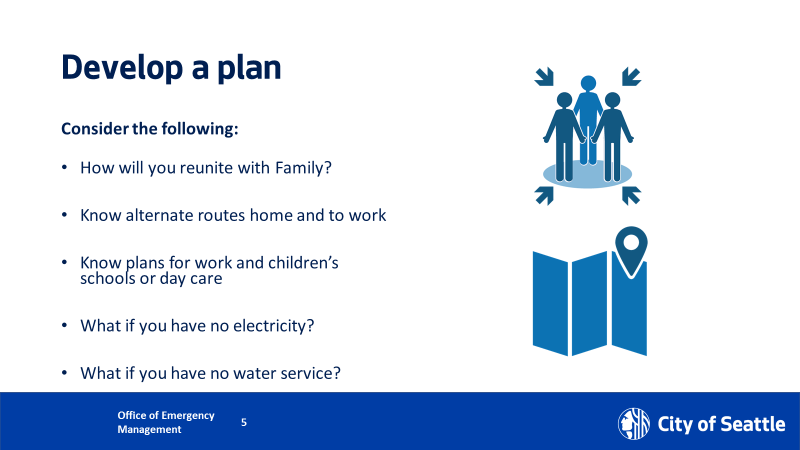 Develop a plan
Consider the following:
• How will you reunite with Family?
• Know alternate routes home and to work
• Know plans for work and children’s
schools or day care
• What if you have no electricity?
• What if you have no water service?
Office of Emergency
Management
5
City of Seattle